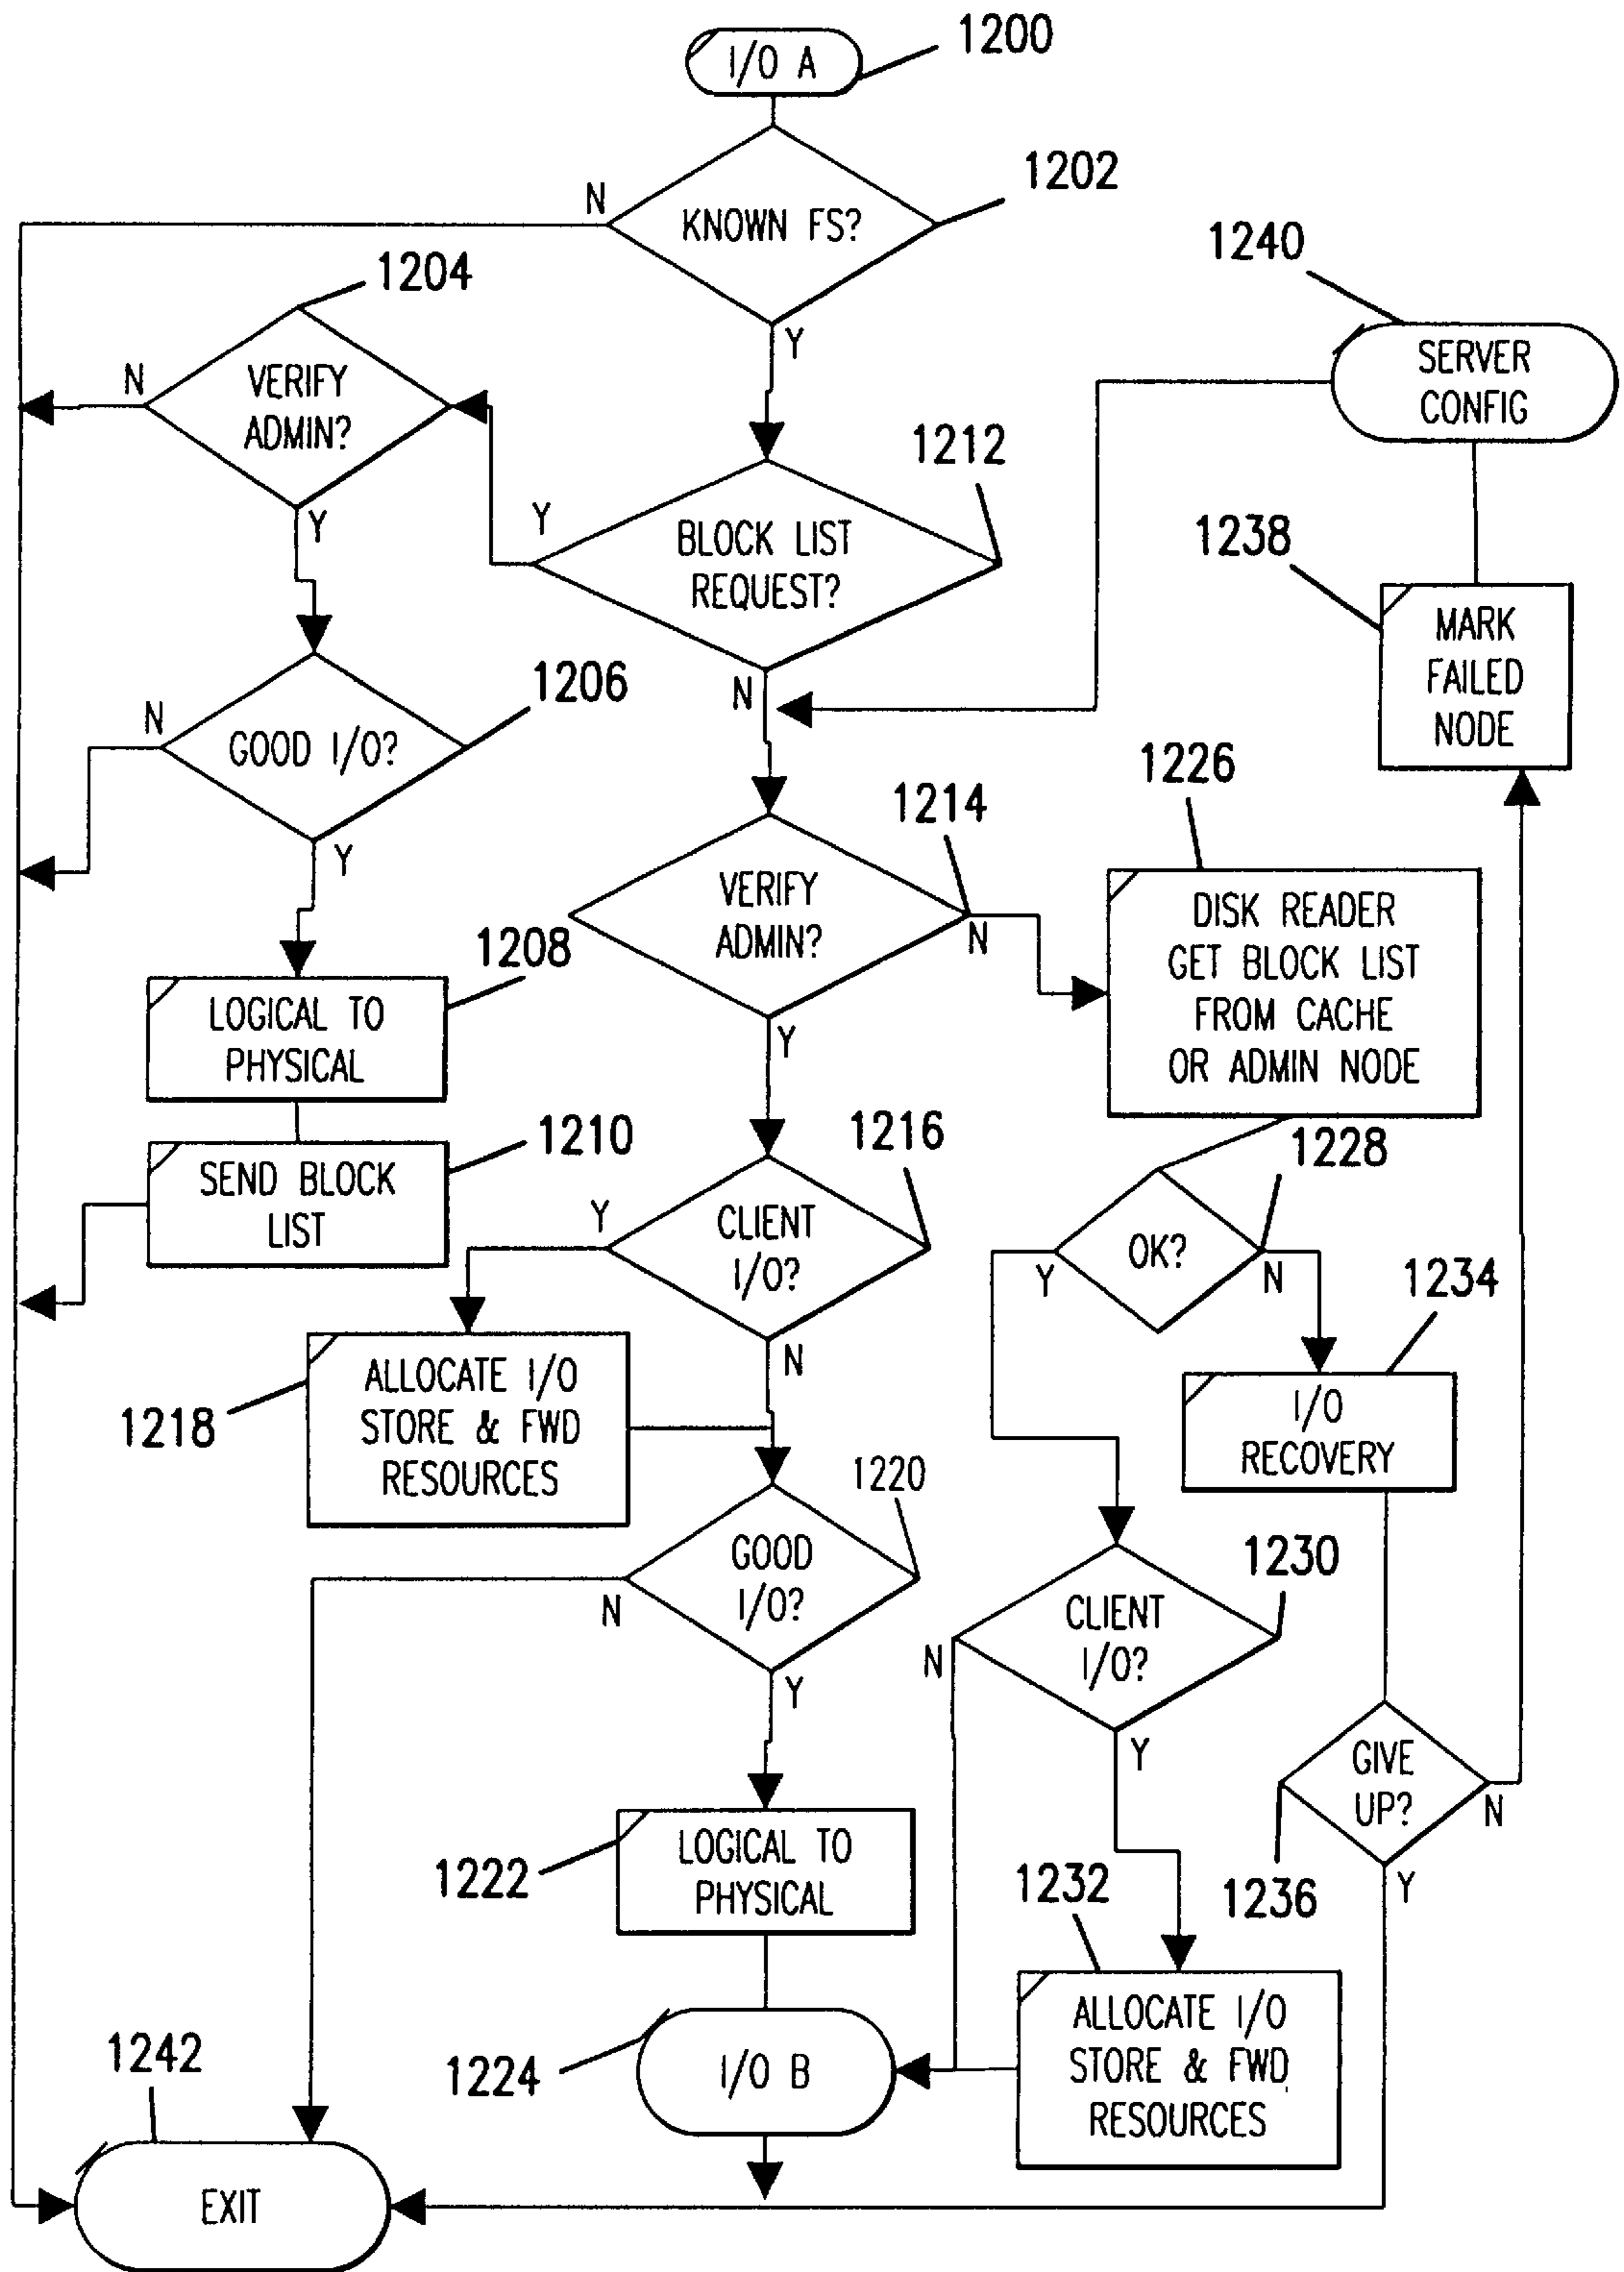 I/O A
1200
N
KNOWN FS?
1202
Y
1204
N
VERIFY
ADMIN?
Y
1240
SERVER
CONFIG
Y
BLOCK LIST
REQUEST?
1212
N
1238
MARK
FAILED
NODE
N
GOOD I/O?
1206
Y
VERIFY
ADMIN?
1214
N
Y
1226
DISK READER
GET BLOCK LIST
FROM CACHE
OR ADMIN NODE
LOGICAL TO
PHYSICAL
1208
SEND BLOCK
LIST
1210
Y
CLIENT
I/O?
1216
N
OK?
1228
Y
N
1234
I/O
RECOVERY
ALLOCATE I/O
STORE & FWD
RESOURCES
1218
1220
GOOD
I/O?
N
Y
CLIENT
I/O?
1230
N
Y
GIVE
UP?
N
Y
1236
LOGICAL TO
PHYSICAL
1222
1232
ALLOCATE I/O
STORE & FWD
RESOURCES
I/O B
1224
1242
EXIT